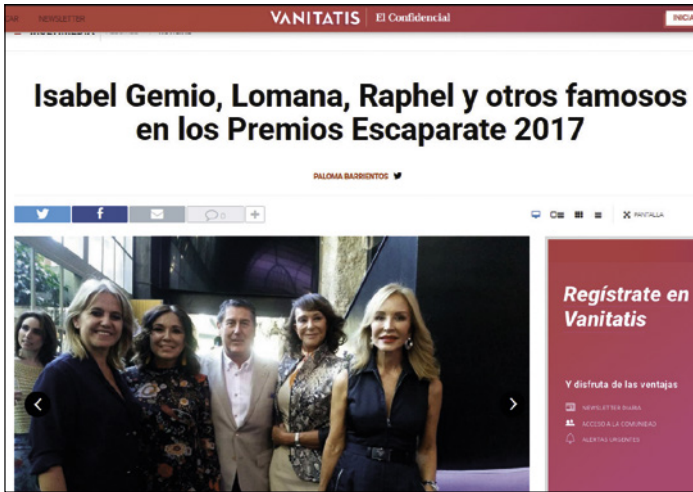 CAR NEWSLETTER VANITATIS El Confidencial INICIA
Isabel Gemio, Lomana, Raphel y otros famosos
en los Premios Escaparate 2017
PALOMA BARRIENTOS
0
PANTALLA
Regístrate en
Vanitatis
Y disfruta de las ventajas
NEWSLETTER DIARIA
ACCESO A LA COMUNIDAD
ALERTAS URGENTES